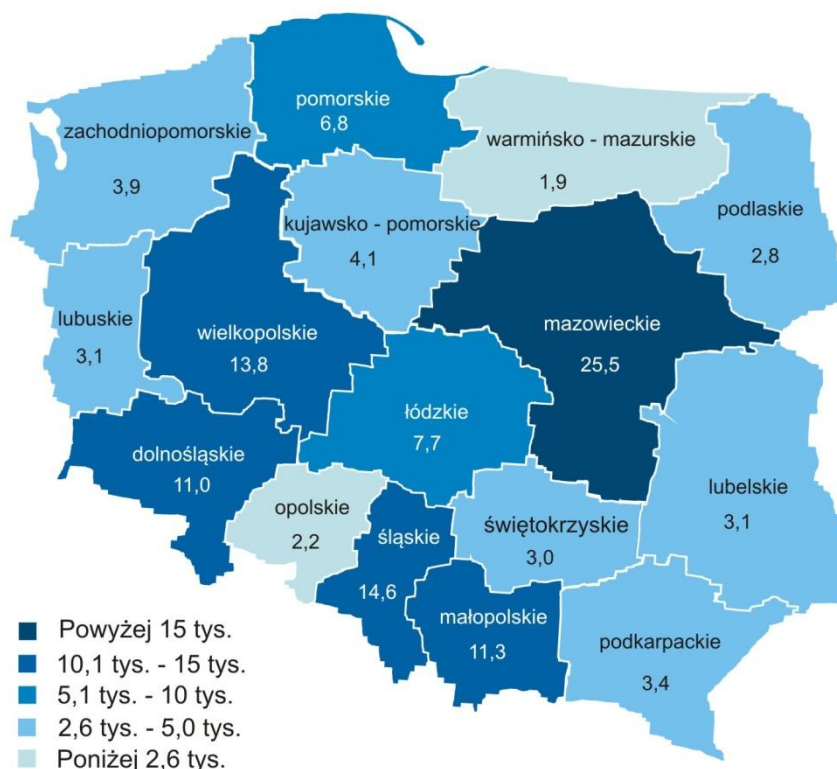 pomorskie
6,8
zachodniopomorskie
3,9
warmińsko - mazurskie
1,9
podlaskie
2,8
kujawsko - pomorskie
4,1
lubuskie
3,1
wielkopolskie
13,8
mazowieckie
25,5
łódzkie
7,7
dolnośląskie
11,0
lubelskie
3,1
opolskie
2,2
śląskie
14,6
świętokrzyskie
3,0
małopolskie
11,3
podkarpackie
3,4
Powyżej 15 tys.
10,1 tys. - 15 tys.
5,1 tys. - 10 tys.
2,6 tys. - 5,0 tys.
Poniżej 2,6 tys.